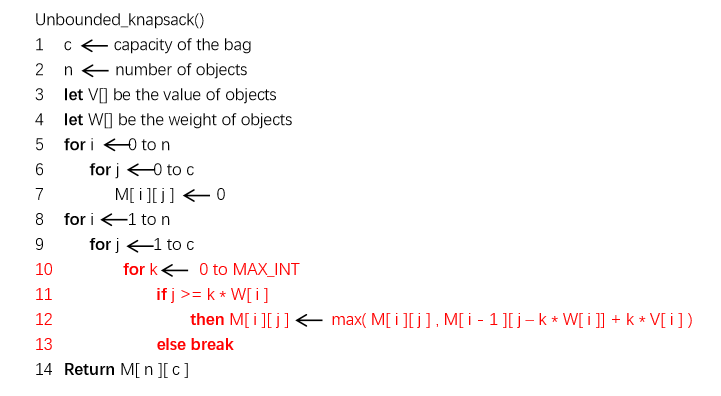 Unbounded_knapsack()
1 c ← capacity of the bag
2 n ← number of objects
3 let V[] be the value of objects
4 let W[] be the weight of objects
5 for i ← 0 to n
6 for j ← 0 to c
7 M[ i ][ j ] ← 0
8 for i ← 1 to n
9 for j ← 1 to c
10 for k ← 0 to MAX_INT
11 if j >= k * W[ i ]
12 then M[ i ][ j ] ← max( M[ i ][ j ] , M[ i - 1 ][ j – k * W[ i ]] + k * V[ i ] )
13 else break
14 Return M[ n ][ c ]